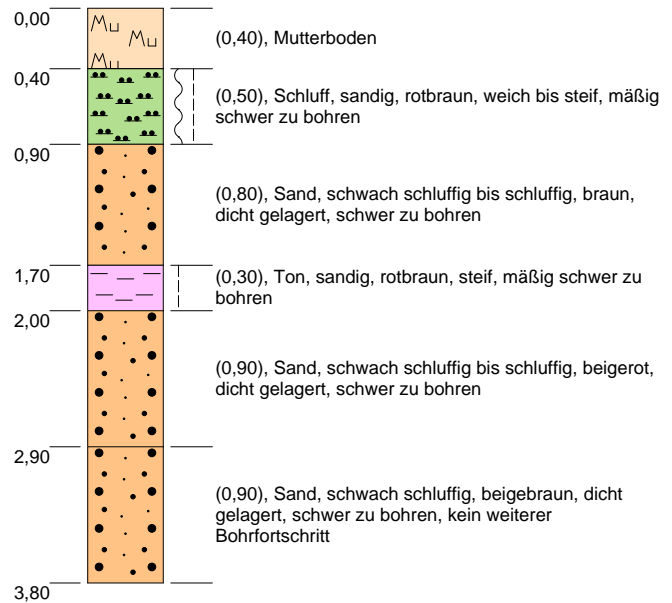 0,00
(0,40), Mutterboden
0,40
(0,50), Schluff, sandig, rotbraun, weich bis steif, mäßig
schwer zu bohren
0,90
(0,80), Sand, schwach schluffig bis schluffig, braun,
dicht gelagert, schwer zu bohren
1,70
(0,30), Ton, sandig, rotbraun, steif, mäßig schwer zu
bohren
2,00
(0,90), Sand, schwach schluffig bis schluffig, beigerot,
dicht gelagert, schwer zu bohren
2,90
(0,90), Sand, schwach schluffig, beigebraun, dicht
gelagert, schwer zu bohren, kein weiterer
Bohrfortschritt
3,80